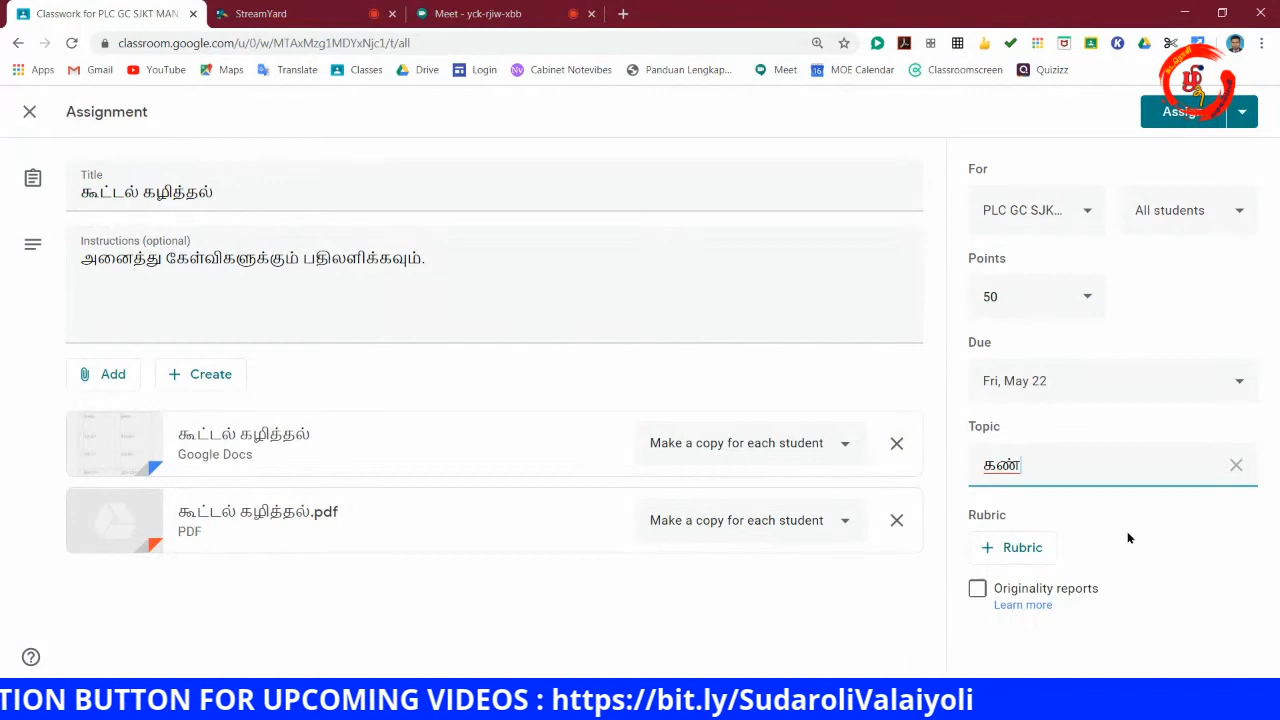 Classwork for PLC GC SJKT MAN
StreamYard
Meet - yck-rjiw-xbb
classroom.google.com/u/0/w/MTAxMzg1MDYxNjc1/t/all
Apps
Gmail
YouTube
Maps
Translate
Classes
Drive
Login
Cabinet Notevibes
Panduan Lengkap...
Meet
MOE Calendar
Classroomscreen
Quizizz
Assignment
Assign
Title
கூட்டல் கழித்தல்
Instructions (optional)
அனைத்து கேள்விகளுக்கும் பதிலளிக்கவும்.
Add
Create
கூட்டல் கழித்தல்
Google Docs
Make a copy for each student
கூட்டல் கழித்தல்.pdf
PDF
Make a copy for each student
For
PLC GC SJK...
All students
Points
50
Due
Fri, May 22
Topic
கண்
Rubric
Rubric
Originality reports
Learn more
TION BUTTON FOR UPCOMING VIDEOS : https://bit.ly/SudaroliValaiyoli